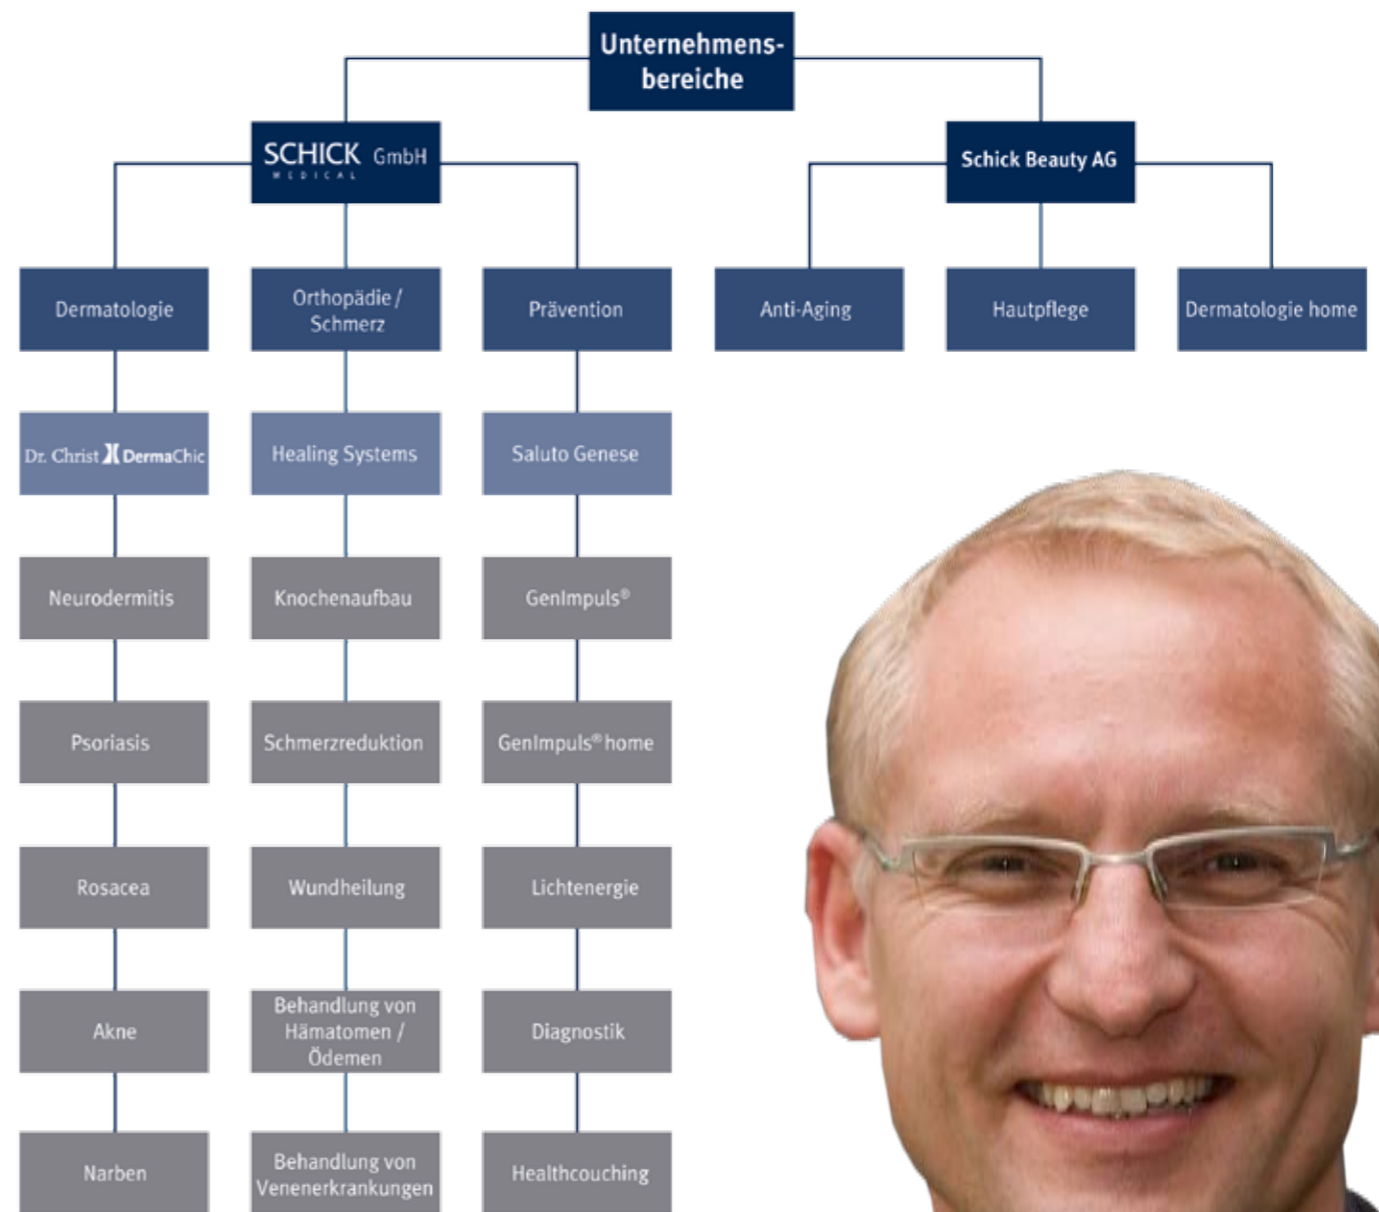 Unternehmens-
bereiche
SCHICK GmbH
MEDICAL
Schick Beauty AG
Dermatologie
Orthopädie /
Schmerz
Prävention
Anti-Aging
Hautpflege
Dermatologie home
Dr. Christ DermaChic
Healing Systems
Saluto Genese
Neurodermitis
Knochenaufbau
GenImpuls®
Psoriasis
Schmerzreduktion
GenImpuls® home
Rosacea
Wundheilung
Lichtenergie
Akne
Behandlung von
Hämatomen /
Ödemen
Diagnostik
Narben
Behandlung von
Venenerkrankungen
Healthcouching